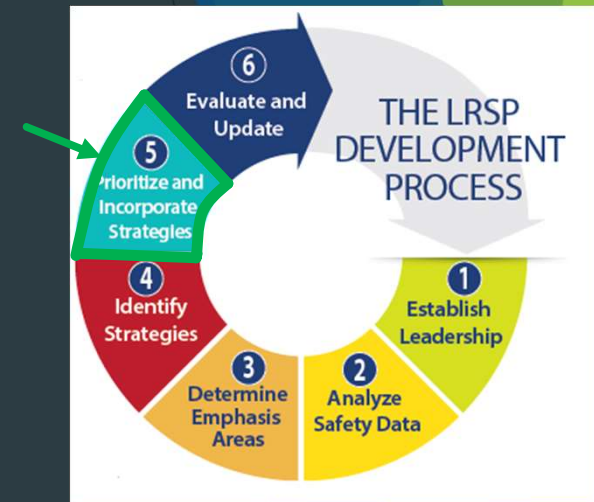 THE LRSP
DEVELOPMENT
PROCESS
1
Establish
Leadership
2
Analyze
Safety Data
3
Determine
Emphasis
Areas
4
Identify
Strategies
5
Prioritize and
Incorporate
Strategies
6
Evaluate and
Update